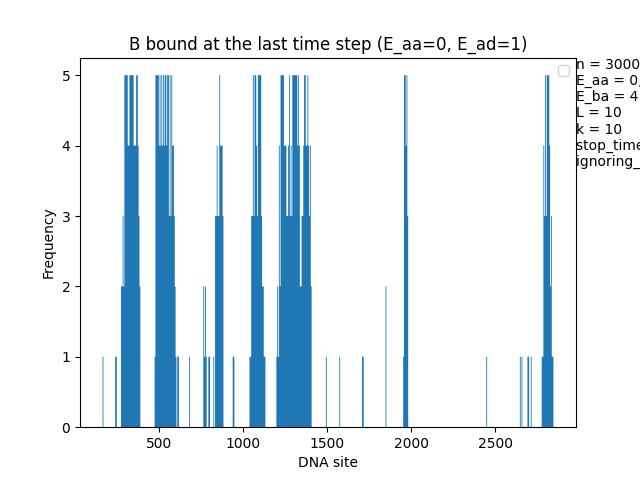 B bound at the last time step (E_aa=0, E_ad=1)
n = 3000
E_aa = 0,
E_ba = 4
L = 10
k = 10
stop_time
ignoring_
Frequency
5
4
3
2
1
0
500
1000
1500
2000
2500
DNA site